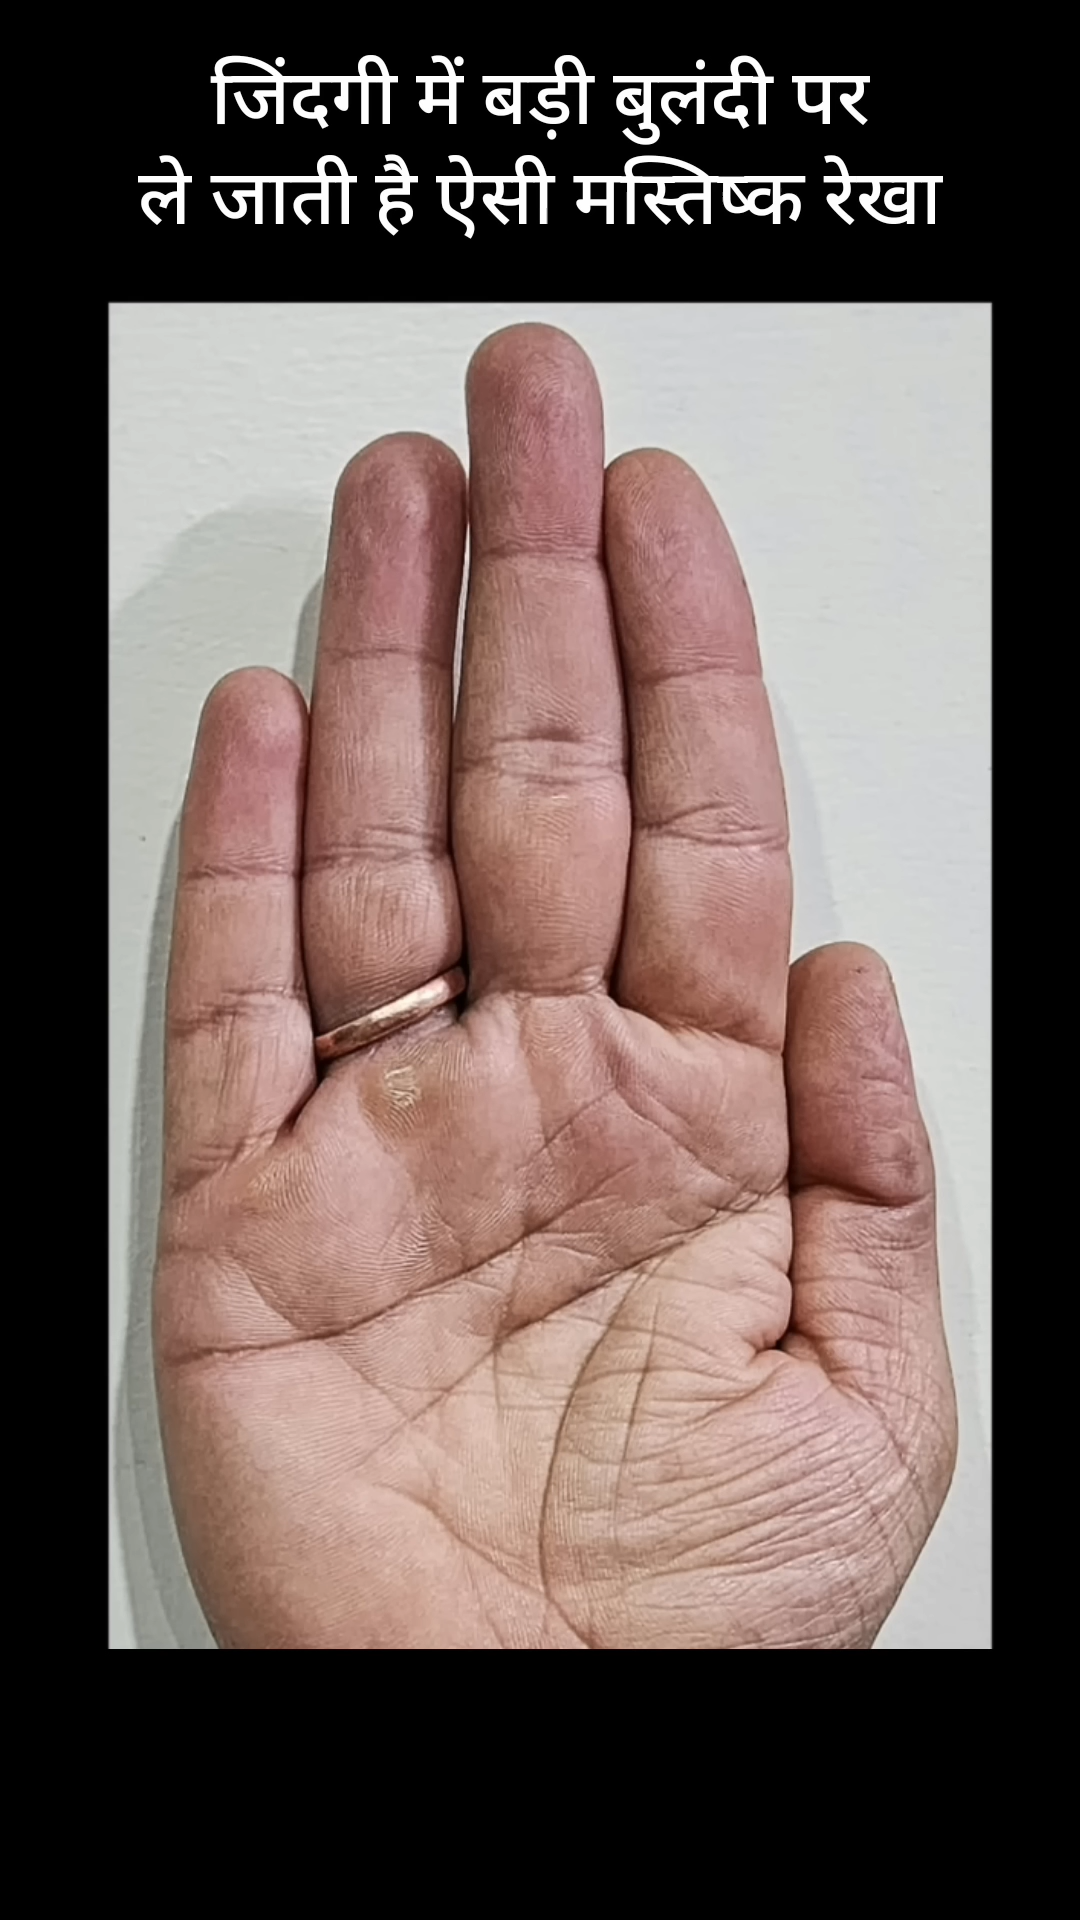 जिंदगी में बड़ी बुलंदी पर
ले जाती है ऐसी मस्तिष्क रेखा